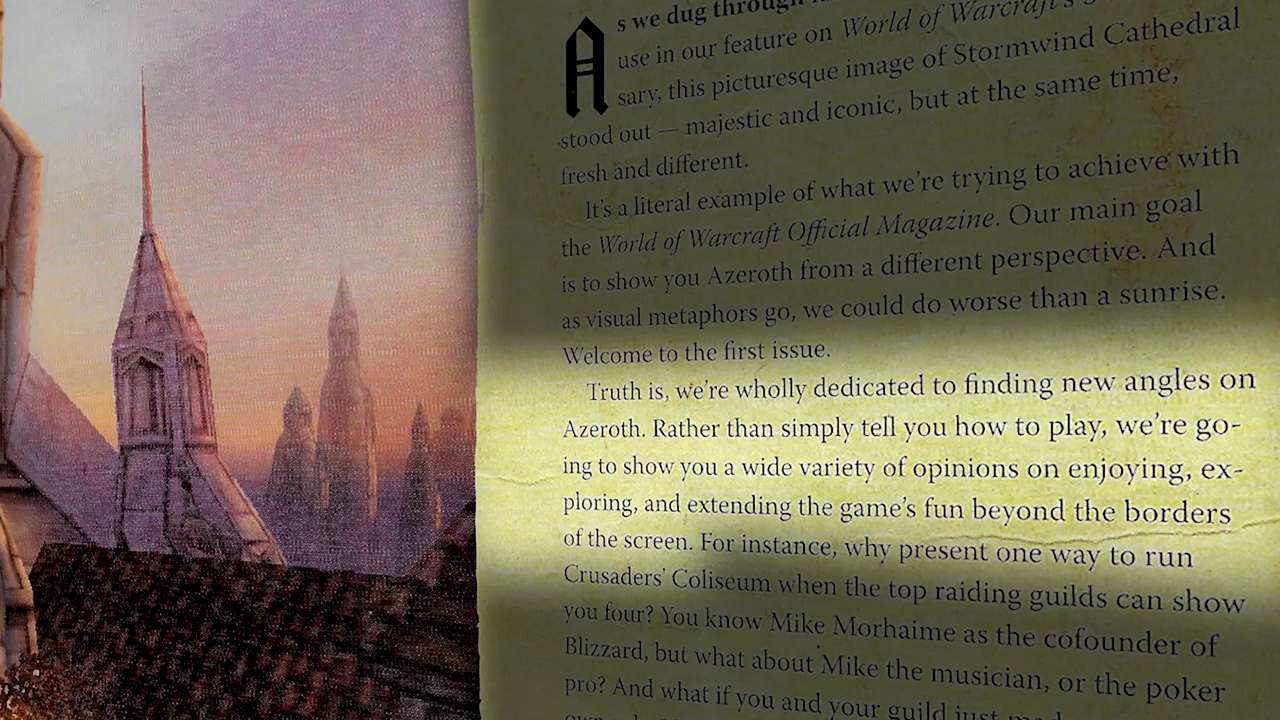 As we dug through
use in our feature on World of Warcraft's
sary, this picturesque image of Stormwind Cathedral
stood out — majestic and iconic, but at the same time,
fresh and different.
It's a literal example of what we're trying to achieve with
the World of Warcraft Official Magazine. Our main goal
is to show you Azeroth from a different perspective. And
as visual metaphors go, we could do worse than a sunrise.
Welcome to the first issue.
Truth is, we're wholly dedicated to finding new angles on
Azeroth. Rather than simply tell you how to play, we're go-
ing to show you a wide variety of opinions on enjoying, ex-
ploring, and extending the game's fun beyond the borders
of the screen. For instance, why present one way to run
Crusaders' Coliseum when the top raiding guilds can show
you four? You know Mike Morhaime as the cofounder of
Blizzard, but what about Mike the musician, or the poker
pro? And what if you and your guild just